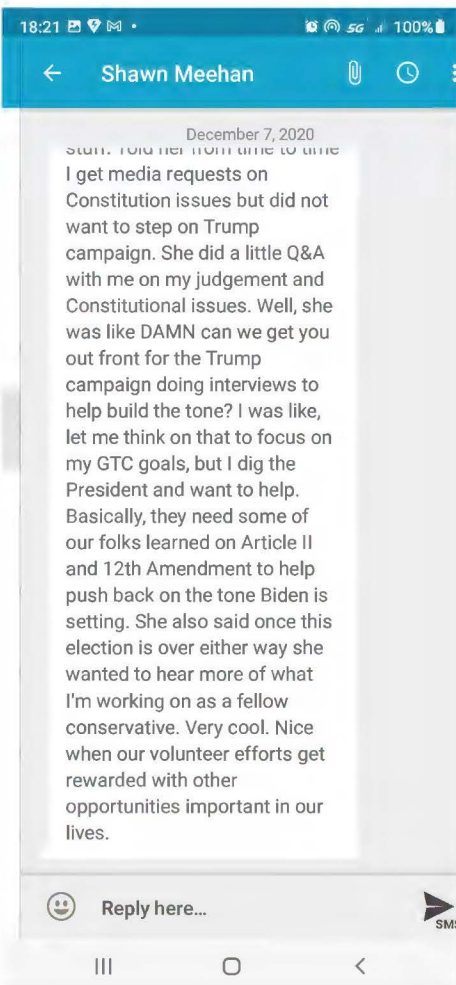 18:21 5G 100%
Shawn Meehan
December 7, 2020
stuff. Told her from time to time
I get media requests on
Constitution issues but did not
want to step on Trump
campaign. She did a little Q&A
with me on my judgement and
Constitutional issues. Well, she
was like DAMN can we get you
out front for the Trump
campaign doing interviews to
help build the tone? I was like,
let me think on that to focus on
my GTC goals, but I dig the
President and want to help.
Basically, they need some of
our folks learned on Article II
and 12th Amendment to help
push back on the tone Biden is
setting. She also said once this
election is over either way she
wanted to hear more of what
I'm working on as a fellow
conservative. Very cool. Nice
when our volunteer efforts get
rewarded with other
opportunities important in our
lives.
Reply here...
SMS